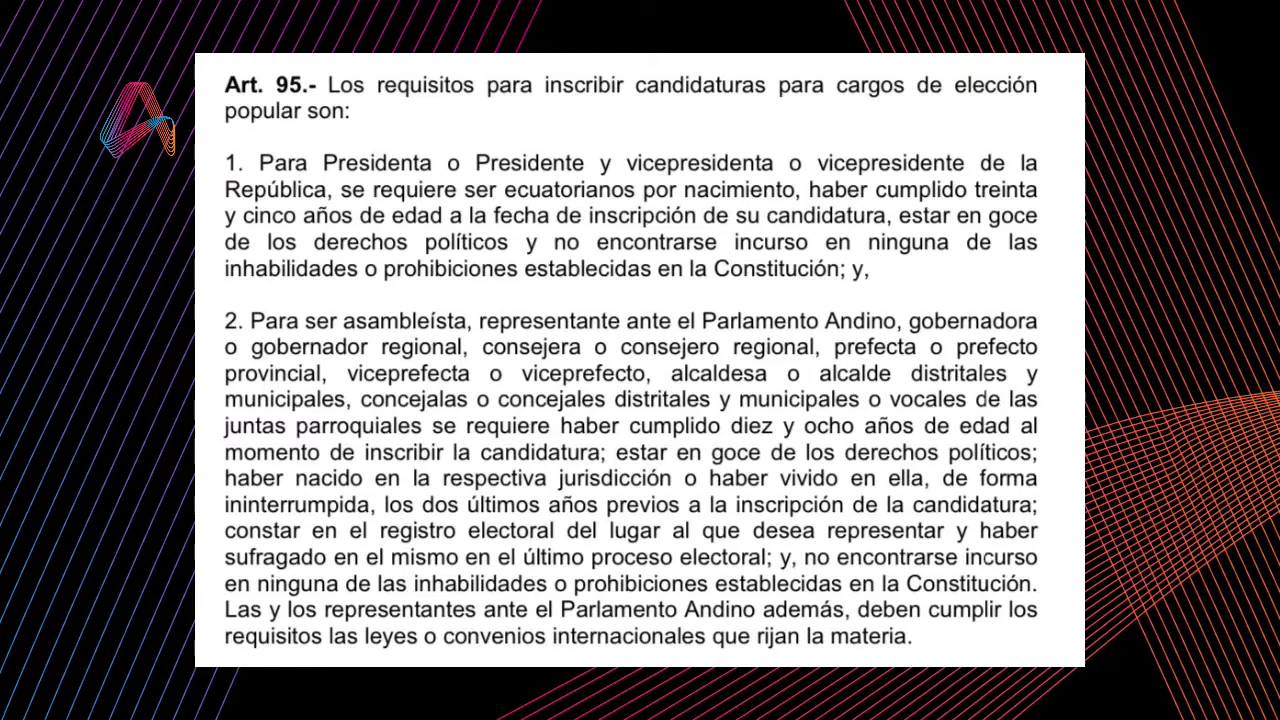 Art. 95.- Los requisitos para inscribir candidaturas para cargos de elección
popular son:
1. Para Presidenta o Presidente y vicepresidenta o vicepresidente de la
República, se requiere ser ecuatorianos por nacimiento, haber cumplido treinta
y cinco años de edad a la fecha de inscripción de su candidatura, estar en goce
de los derechos políticos y no encontrarse incurso en ninguna de las
inhabilidades o prohibiciones establecidas en la Constitución; y,
2. Para ser asambleísta, representante ante el Parlamento Andino, gobernadora
o gobernador regional, consejera o consejero regional, prefecta o prefecto
provincial, viceprefecta o viceprefecto, alcaldesa o alcalde distritales y
municipales, concejalas o concejales distritales y municipales o vocales de las
juntas parroquiales se requiere haber cumplido diez y ocho años de edad al
momento de inscribir la candidatura; estar en goce de los derechos políticos;
haber nacido en la respectiva jurisdicción o haber vivido en ella, de forma
ininterrumpida, los dos últimos años previos a la inscripción de la candidatura;
constar en el registro electoral del lugar al que desea representar y haber
sufragado en el mismo en el último proceso electoral; y, no encontrarse incurso
en ninguna de las inhabilidades o prohibiciones establecidas en la Constitución.
Las y los representantes ante el Parlamento Andino además, deben cumplir los
requisitos las leyes o convenios internacionales que rijan la materia.